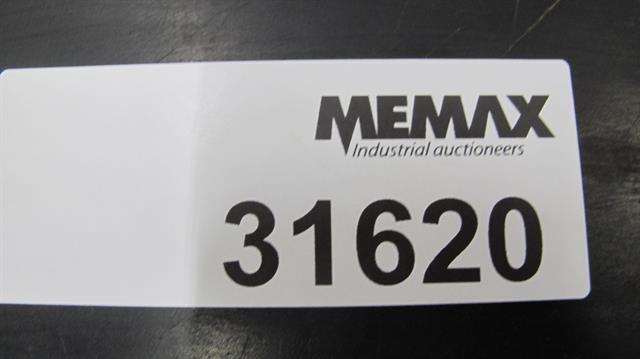 MEMAX
Industrial auctioneers
31620